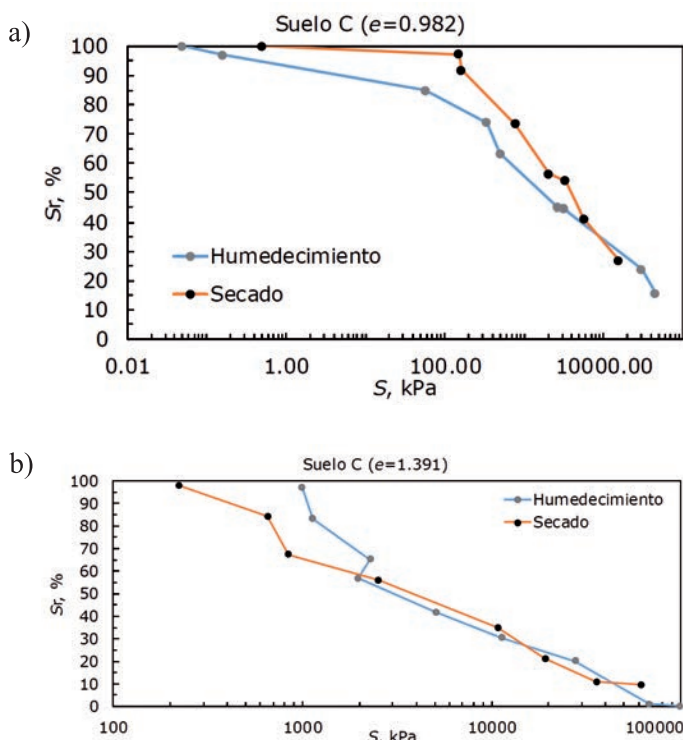 a)
Suelo C (e=0.982)
100
90
80
70
60
50
40
30
20
10
0
Sr, %
Humedecimiento
Secado
0.01
1.00
100.00
10000.00
S, kPa
b)
Suelo C (e=1.391)
100
90
80
70
60
50
40
30
20
10
0
Sr, %
Humedecimiento
Secado
100
1000
10000
100000
S, kPa